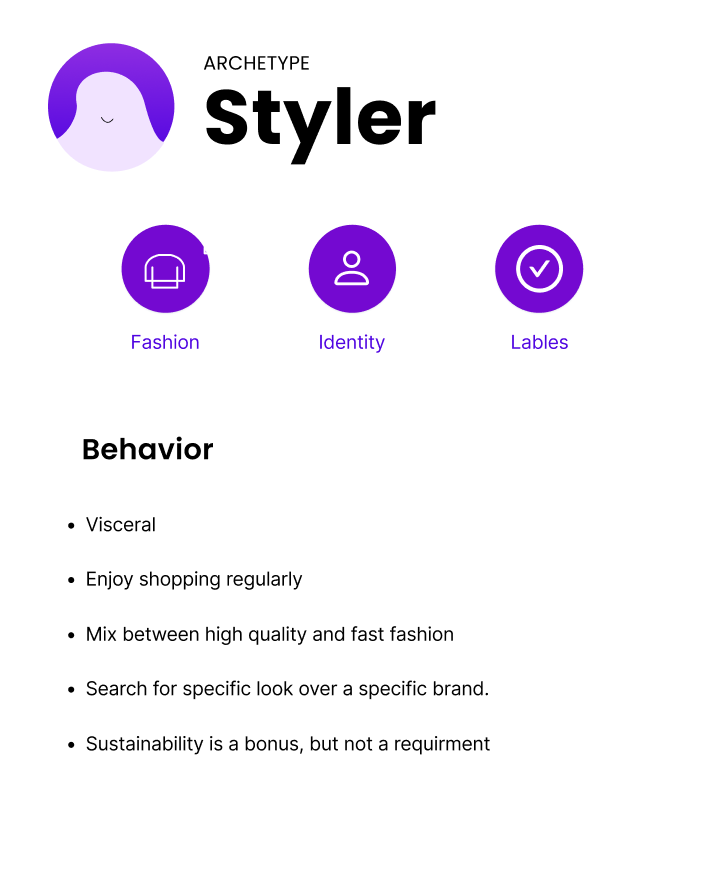 ARCHETYPE
Styler
Fashion Identity Lables
Behavior
• Visceral
• Enjoy shopping regularly
• Mix between high quality and fast fashion
• Search for specific look over a specific brand.
• Sustainability is a bonus, but not a requirment